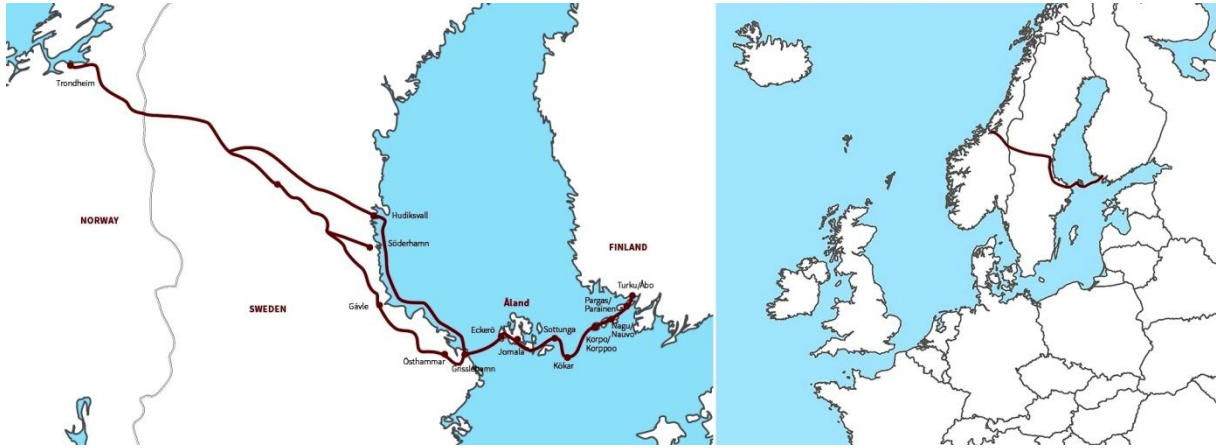 Trondheim
NORWAY
SWEDEN
Hudiksvall
Söderhamn
Gävle
Östhammar
Grisslehamn
FINLAND
Åland
Eckerö
Jomala
Sottunga
Kökar
Turku/Åbo
Pargas/
Parainen
Nagu/
Nauvo
Korpo/
Korppoo